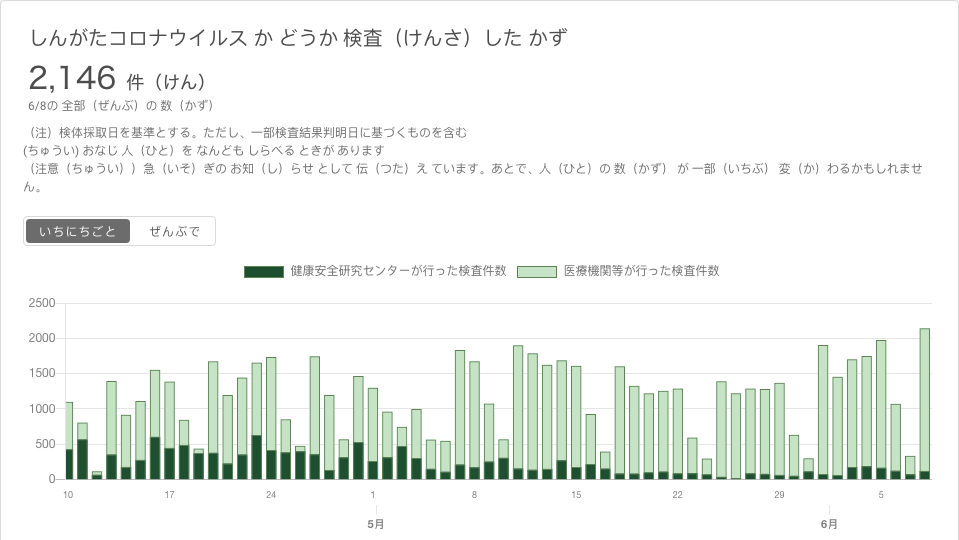 しんがたコロナウイルス か どうか 検査（けんさ）した かず
2,146 件（けん）
6/8の 全部（ぜんぶ）の 数（かず）
（注）検体採取日を基準とする。ただし、一部検査結果判明日に基づくものを含む
(ちゅうい) おなじ 人（ひと）を なんども しらべる ときが あります
（注意（ちゅうい））急（いそ）ぎの お知（し）らせ として 伝（つた）え ています。あとで、人（ひと）の 数（かず） が 一部（いちぶ） 変（か）わるかもしれませ
ん。
いちにちごと ぜんぶで
健康安全研究センターが行った検査件数 医療機関等が行った検査件数
2500
2000
1500
1000
500
0
10 17 24 1 8 15 22 29 5
5月 6月